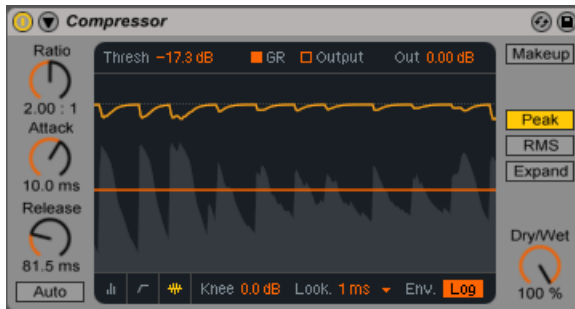 Compressor
Ratio
2.00 : 1
Attack
10.0 ms
Release
81.5 ms
Auto
Thresh -17.3 dB GR Output Out 0.00 dB
Knee 0.0 dB Look. 1 ms Env. Log
Makeup
Peak
RMS
Expand
Dry/Wet
100 %